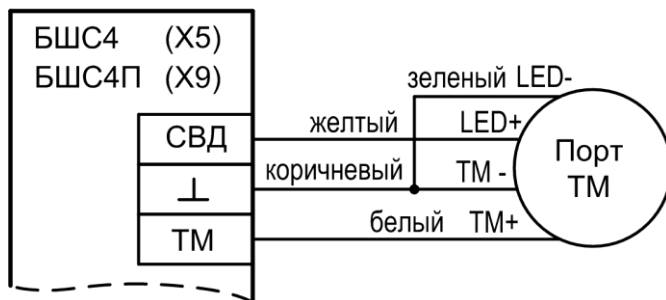 БШС4 (X5)
БШС4П (X9)
зеленый LED-
СВД желтый LED+
⊥ коричневый TM -
ТМ белый TM+
Порт
ТМ